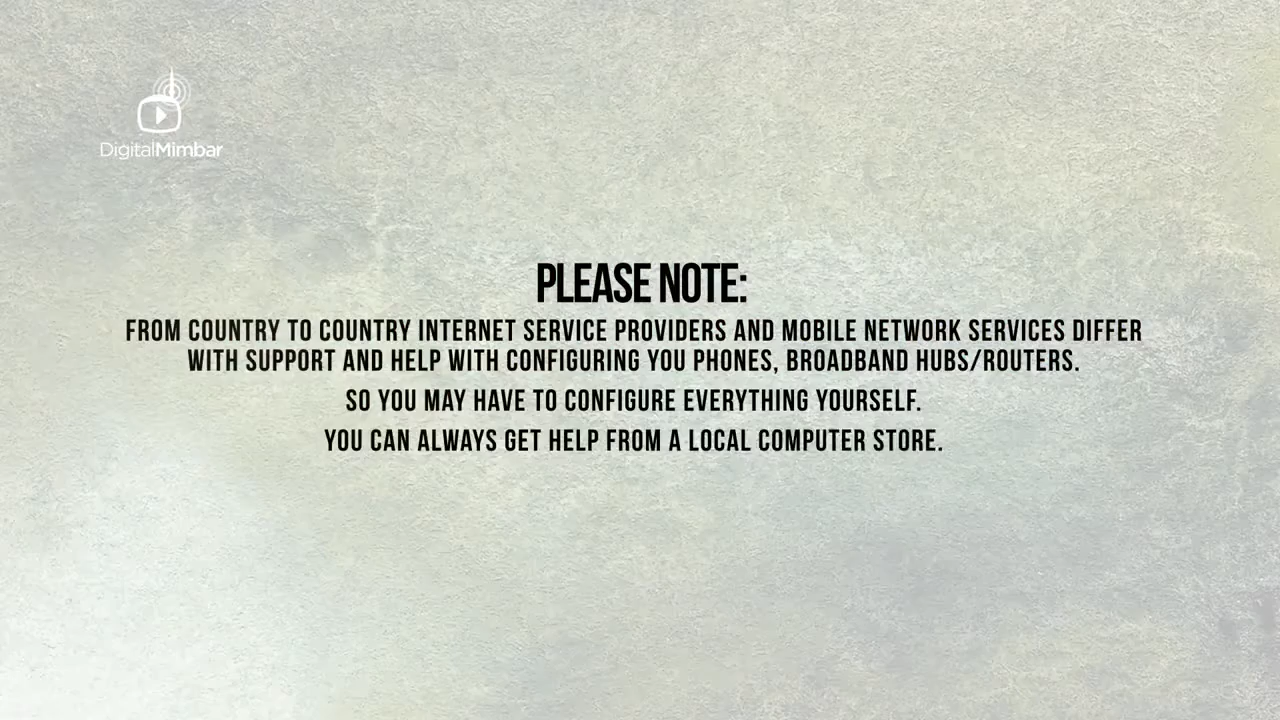 DigitalMimbar
PLEASE NOTE:
FROM COUNTRY TO COUNTRY INTERNET SERVICE PROVIDERS AND MOBILE NETWORK SERVICES DIFFER
WITH SUPPORT AND HELP WITH CONFIGURING YOU PHONES, BROADBAND HUBS/ROUTERS.
SO YOU MAY HAVE TO CONFIGURE EVERYTHING YOURSELF.
YOU CAN ALWAYS GET HELP FROM A LOCAL COMPUTER STORE.